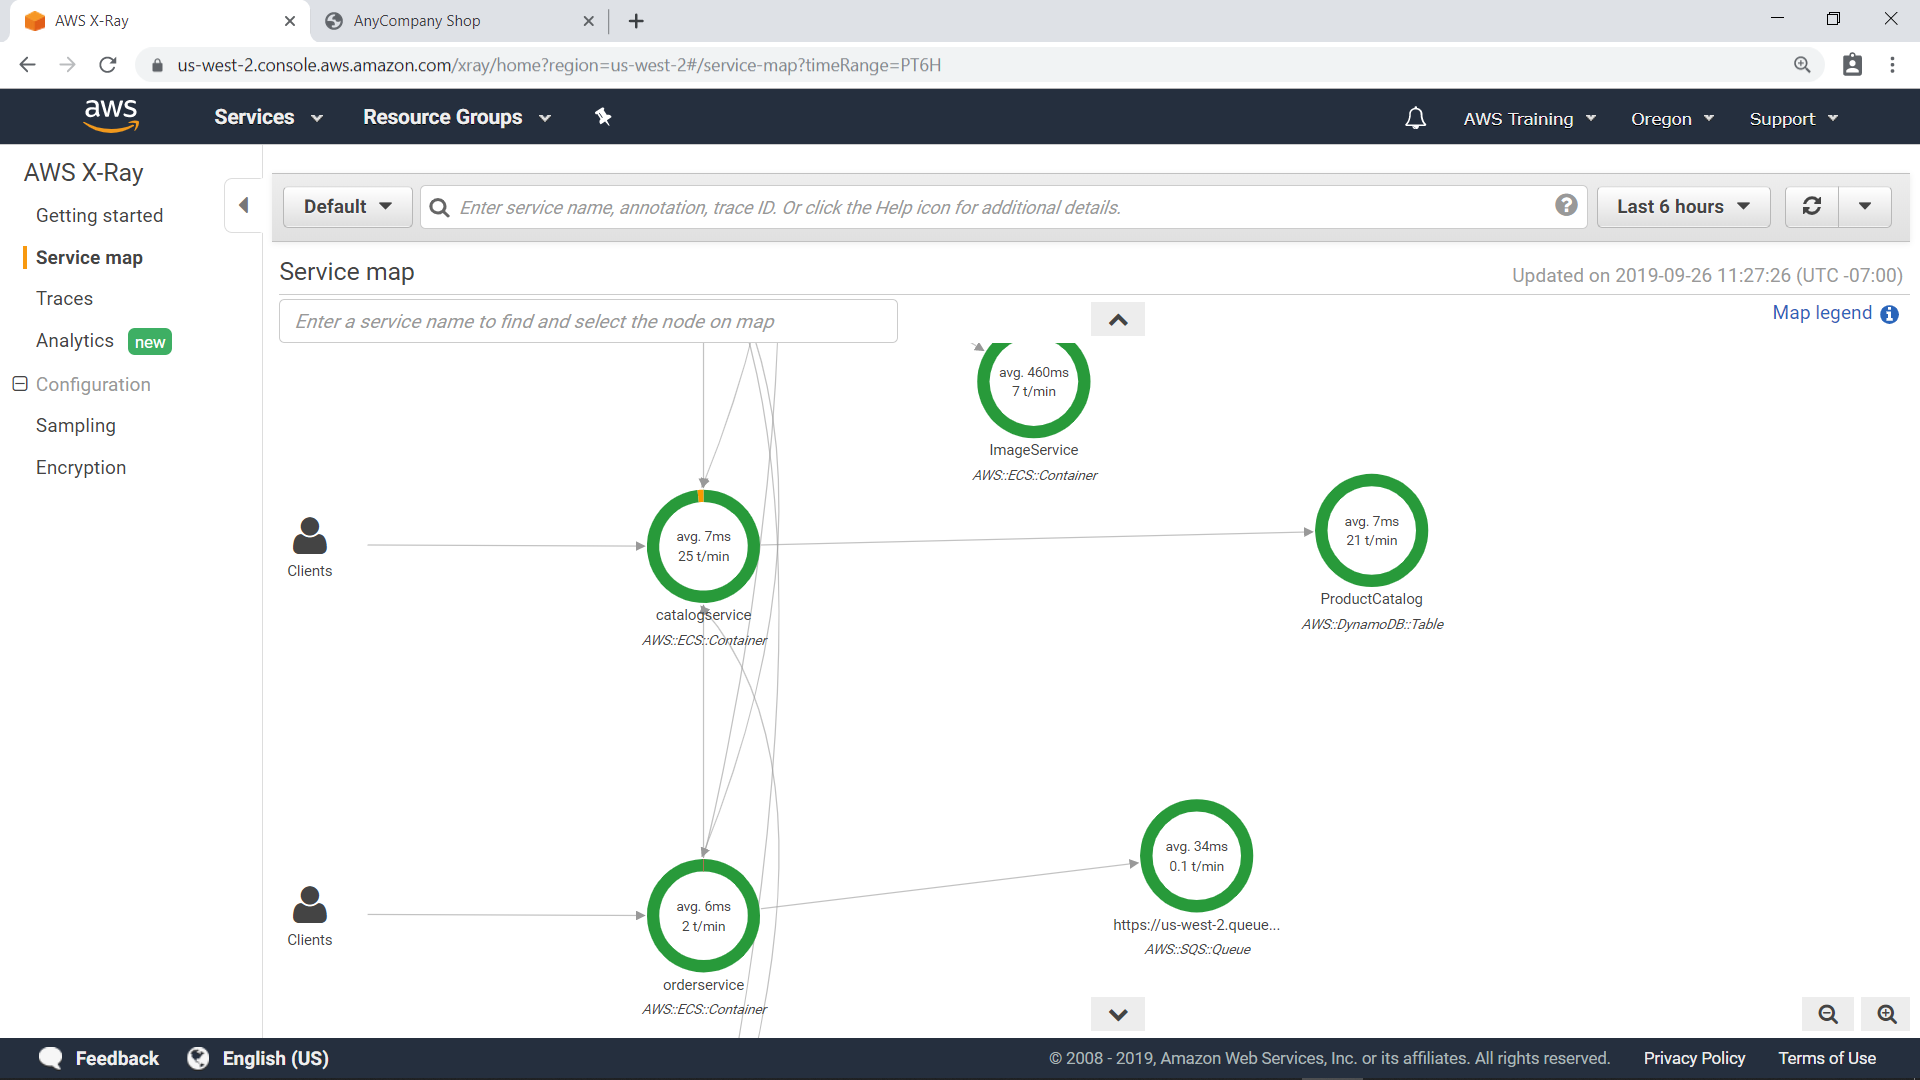 AWS X-Ray
AnyCompany Shop
us-west-2.console.aws.amazon.com/xray/home?region=us-west-2#/service-map?timeRange=PT6H
aws
Services
Resource Groups
AWS Training
Oregon
Support
AWS X-Ray
Getting started
Service map
Traces
Analytics new
Configuration
Sampling
Encryption
Default
Enter service name, annotation, trace ID. Or click the Help icon for additional details.
?
Last 6 hours
Service map
Updated on 2019-09-26 11:27:26 (UTC -07:00)
Enter a service name to find and select the node on map
Map legend
avg. 460ms
7 t/min
ImageService
AWS::ECS::Container
Clients
avg. 7ms
25 t/min
catalogservice
AWS::ECS::Container
avg. 7ms
21 t/min
ProductCatalog
AWS::DynamoDB::Table
Clients
avg. 6ms
2 t/min
orderservice
AWS::ECS::Container
avg. 34ms
0.1 t/min
https://us-west-2.queue...
AWS::SQS::Queue
Feedback
English (US)
© 2008 - 2019, Amazon Web Services, Inc. or its affiliates. All rights reserved.
Privacy Policy
Terms of Use